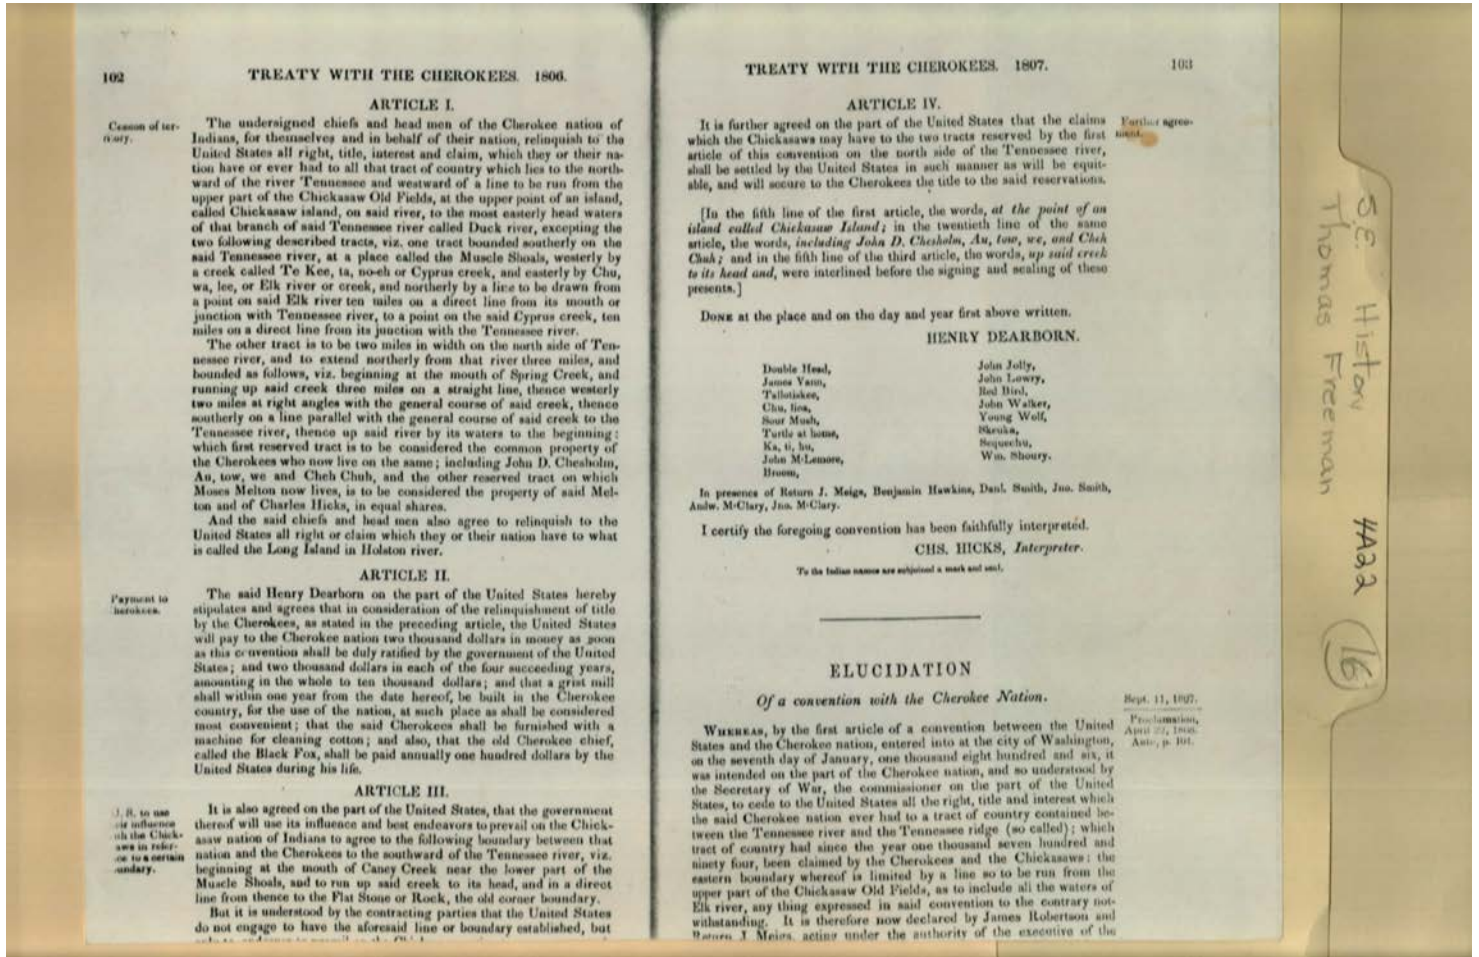 102
TREATY WITH THE CHEROKEES. 1806.
ARTICLE I.
Cession of ter-
ritory.
The undersigned chiefs and head men of the Cherokee nation of
Indians, for themselves and in behalf of their nation, relinquish to the
United States all right, title, interest and claim, which they or their na-
tion have or ever had to all that tract of country which lies to the north-
ward of the river Tennessee and westward of a line to be run from the
upper part of the Chickasaw Old Fields, at the upper point of an island,
called Chickasaw island, on said river, to the most easterly head waters
of that branch of said Tennessee river called Duck river, excepting the
two following described tracts, viz. one tract bounded southerly on the
said Tennessee river, at a place called the Muscle Shoals, westerly by
a creek called Te Kee, ta, no-eh or Cyprus creek, and easterly by Chu,
wa, lee, or Elk river or creek, and northerly by a line to be drawn from
a point on said Elk river ten miles on a direct line from its mouth or
junction with Tennessee river, to a point on the said Cyprus creek, ten
miles on a direct line from its junction with the Tennessee river.
The other tract is to be two miles in width on the north side of Ten-
nessee river, and to extend northerly from that river three miles, and
bounded as follows, viz. beginning at the mouth of Spring Creek, and
running up said creek three miles on a straight line, thence westerly
two miles at right angles with the general course of said creek, thence
southerly on a line parallel with the general course of said creek to the
Tennessee river, thence up said river by its waters to the beginning:
which first reserved tract is to be considered the common property of
the Cherokees who now live on the same; including John D. Chesholm,
Au, tow, we and Cheh Chuh, and the other reserved tract on which
Moses Melton now lives, is to be considered the property of said Mel-
ton and of Charles Hicks, in equal shares.
And the said chiefs and head men also agree to relinquish to the
United States all right or claim which they or their nation have to what
is called the Long Island in Holston river.
ARTICLE II.
Payment to
herokees.
The said Henry Dearborn on the part of the United States hereby
stipulates and agrees that in consideration of the relinquishment of title
by the Cherokees, as stated in the preceding article, the United States
will pay to the Cherokee nation two thousand dollars in money as soon
as this convention shall be duly ratified by the government of the United
States; and two thousand dollars in each of the four succeeding years,
amounting in the whole to ten thousand dollars; and that a grist mill
shall within one year from the date hereof, be built in the Cherokee
country, for the use of the nation, at such place as shall be considered
most convenient; that the said Cherokees shall be furnished with a
machine for cleaning cotton; and also, that the old Cherokee chief,
called the Black Fox, shall be paid annually one hundred dollars by the
United States during his life.
ARTICLE III.
. S. to use
influence
the Chick-
in refer-
to a certain
undary.
It is also agreed on the part of the United States, that the government
thereof will use its influence and best endeavors to prevail on the Chick-
asaw nation of Indians to agree to the following boundary between that
nation and the Cherokees to the southward of the Tennessee river, viz.
beginning at the mouth of Caney Creek near the lower part of the
Muscle Shoals, and to run up said creek to its head, and in a direct
line from thence to the Flat Stone or Rock, the old corner boundary.
But it is understood by the contracting parties that the United States
do not engage to have the aforesaid line or boundary established, but
TREATY WITH THE CHEROKEES. 1807.
103
ARTICLE IV.
It is further agreed on the part of the United States that the claims
which the Chickasaws may have to the two tracts reserved by the first
article of this convention on the north side of the Tennessee river,
shall be settled by the United States in such manner as will be equit-
able, and will secure to the Cherokees the title to the said reservations.
Further agree-
ment.
[In the fifth line of the first article, the words, at the point of an
island called Chickasaw Island; in the twentieth line of the same
article, the words, including John D. Chesholm, Au, tow, we, and Cheh
Chuh; and in the fifth line of the third article, the words, up said creek
to its head and, were interlined before the signing and sealing of these
presents.]
DONE at the place and on the day and year first above written.
HENRY DEARBORN.
Double Head,
James Vann,
Tallotiskee,
Chu, lioa,
Sour Mush,
Turtle at home,
Ka, ti, hu,
John M'Lemore,
Broom,
John Jolly,
John Lowry,
Red Bird,
John Walker,
Young Wolf,
Skeuka,
Sequechu,
Wm. Shoury.
In presence of Return J. Meigs, Benjamin Hawkins, Danl. Smith, Jno. Smith,
Andw. M'Clary, Jno. M'Clary.
I certify the foregoing convention has been faithfully interpreted.
CHS. HICKS, Interpreter.
To the Indian names are subjoined a mark and seal.
ELUCIDATION
Of a convention with the Cherokee Nation.
Sept. 11, 1807.
Proclamation,
April 22, 1808.
Ante, p. 101.
WHEREAS, by the first article of a convention between the United
States and the Cherokee nation, entered into at the city of Washington,
on the seventh day of January, one thousand eight hundred and six, it
was intended on the part of the Cherokee nation, and so understood by
the Secretary of War, the commissioner on the part of the United
States, to cede to the United States all the right, title and interest which
the said Cherokee nation ever had to a tract of country contained be-
tween the Tennessee river and the Tennessee ridge (so called); which
tract of country had since the year one thousand seven hundred and
ninety four, been claimed by the Cherokees and the Chickasaws: the
eastern boundary whereof is limited by a line so to be run from the
upper part of the Chickasaw Old Fields, as to include all the waters of
Elk river, any thing expressed in said convention to the contrary not-
withstanding. It is therefore now declared by James Robertson and
Return J. Meigs, acting under the authority of the executive of the
S.E. History 4A22 16
Thomas Freeman